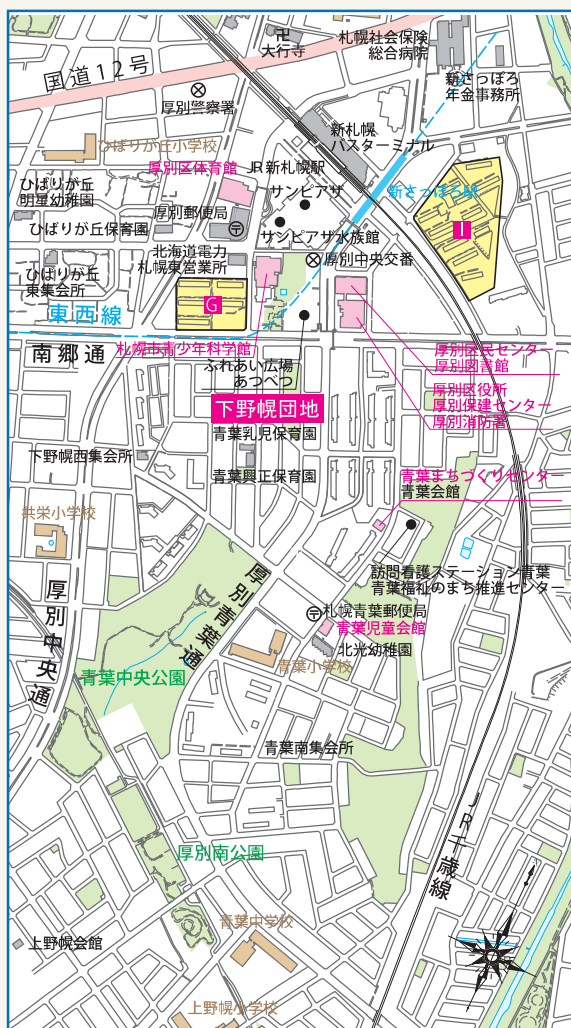 国道12号
卍
大行寺
札幌社会保険
総合病院
新さっぽろ
年金事務所
厚別警察署
新札幌
バスターミナル
ひばりが丘小学校
厚別区体育館
JR新札幌駅
サンピアザ
新さっぽろ駅
ひばりが丘
明星幼稚園
厚別郵便局
ひばりが丘保育園
サンピアザ水族館
I
北海道電力
札幌東営業所
厚別中央交番
ひばりが丘
東集会所
G
東西線
南郷通
札幌市青少年科学館
ふれあい広場
あつべつ
厚別区民センター
厚別図書館
厚別区役所
厚別保建センター
厚別消防署
下野幌団地
青葉乳児保育園
下野幌西集会所
青葉興正保育園
青葉まちづくりセンター
青葉会館
共栄小学校
厚別中央通
厚別青葉通
訪問看護ステーション青葉
青葉福祉のまち推進センター
札幌青葉郵便局
青葉児童会館
北光幼稚園
青葉小学校
青葉中央公園
青葉南集会所
JR千歳線
厚別南公園
青葉中学校
上野幌会館
上野幌小学校